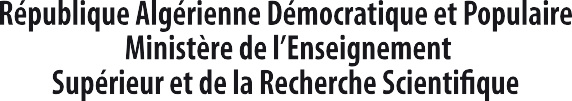 République Algérienne Démocratique et Populaire
Ministère de l’Enseignement
Supérieur et de la Recherche Scientifique